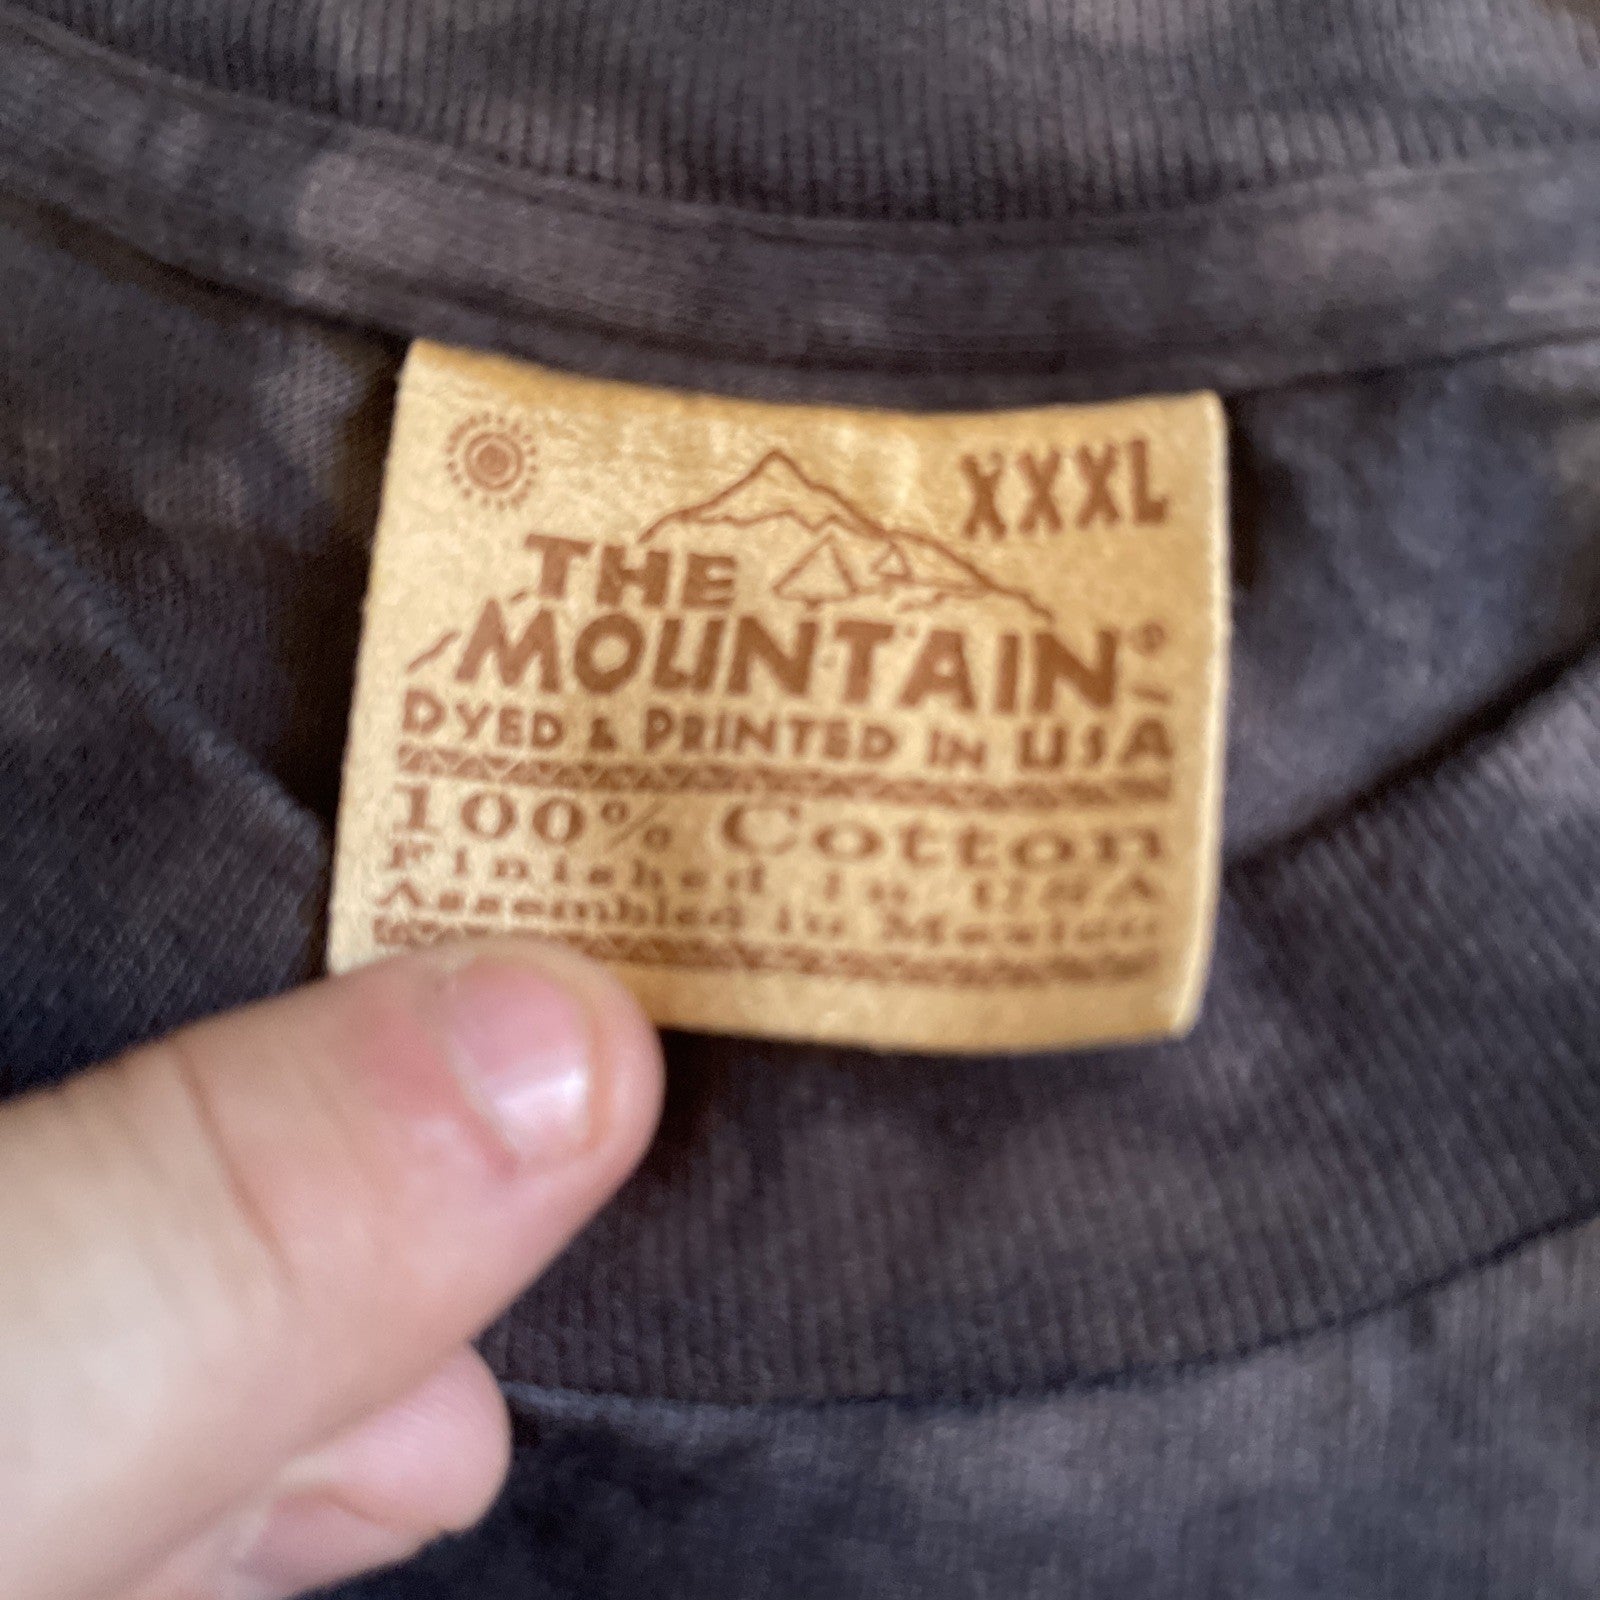 XXXL
THE
MOUNTAIN®
DYED & PRINTED IN USA
100% Cotton
Finished in USA
Assembled in Mexico